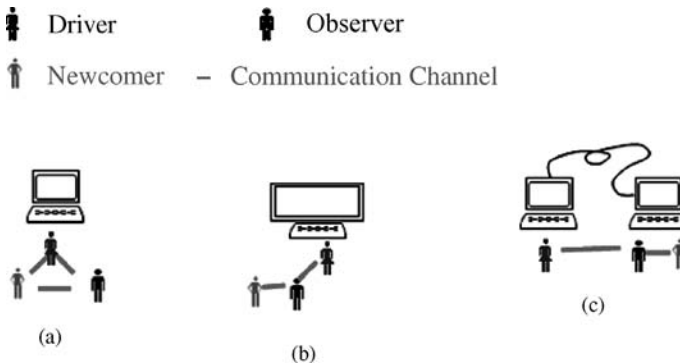 Driver Observer
Newcomer – Communication Channel
(a)
(b)
(c)